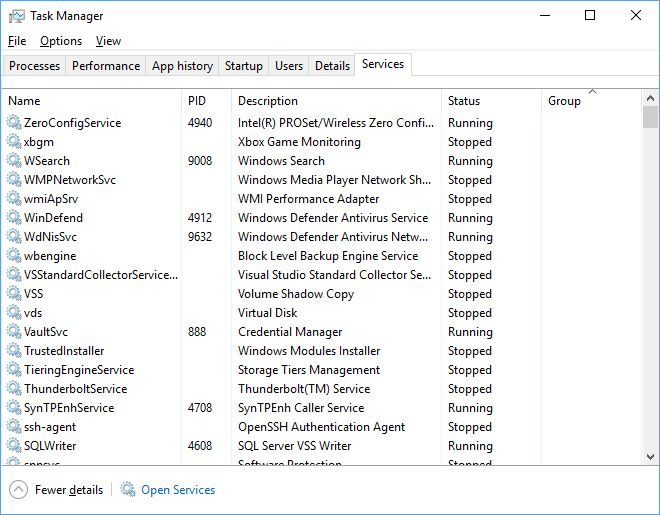 Task Manager
File Options View
Processes Performance App history Startup Users Details Services
Name PID Description Status Group
ZeroConfigService 4940 Intel(R) PROSet/Wireless Zero Confi... Running
xbgm Xbox Game Monitoring Stopped
WSearch 9008 Windows Search Running
WMPNetworkSvc Windows Media Player Network Sh... Stopped
wmiApSrv WMI Performance Adapter Stopped
WinDefend 4912 Windows Defender Antivirus Service Running
WdNisSvc 9632 Windows Defender Antivirus Netw... Running
wbengine Block Level Backup Engine Service Stopped
VSStandardCollectorService... Visual Studio Standard Collector Se... Stopped
VSS Volume Shadow Copy Stopped
vds Virtual Disk Stopped
VaultSvc 888 Credential Manager Running
TrustedInstaller Windows Modules Installer Stopped
TieringEngineService Storage Tiers Management Stopped
ThunderboltService Thunderbolt(TM) Service Stopped
SynTPEnhService 4708 SynTPEnh Caller Service Running
ssh-agent OpenSSH Authentication Agent Stopped
SQLWriter 4608 SQL Server VSS Writer Running
sppsvc Software Protection Stopped
Fewer details Open Services